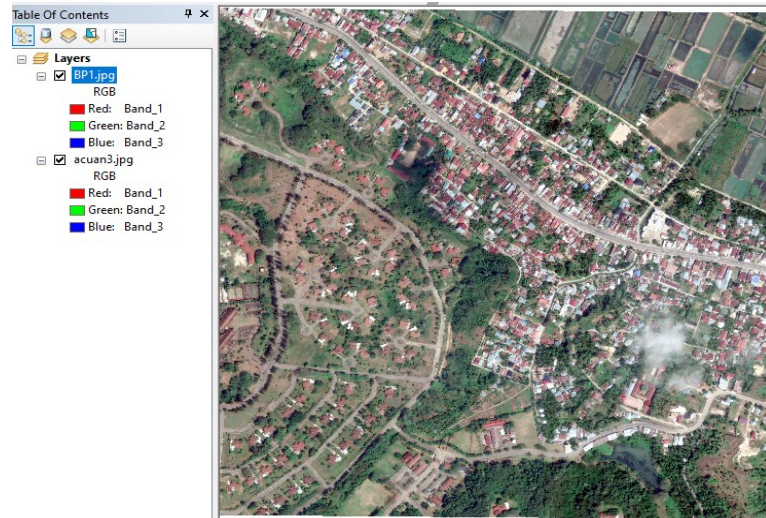 Table Of Contents
Layers
BP1.jpg
RGB
Red: Band_1
Green: Band_2
Blue: Band_3
acuan3.jpg
RGB
Red: Band_1
Green: Band_2
Blue: Band_3